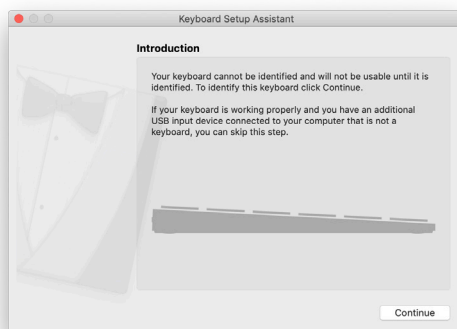 Keyboard Setup Assistant
Introduction
Your keyboard cannot be identified and will not be usable until it is
identified. To identify this keyboard click Continue.
If your keyboard is working properly and you have an additional
USB input device connected to your computer that is not a
keyboard, you can skip this step.
Continue